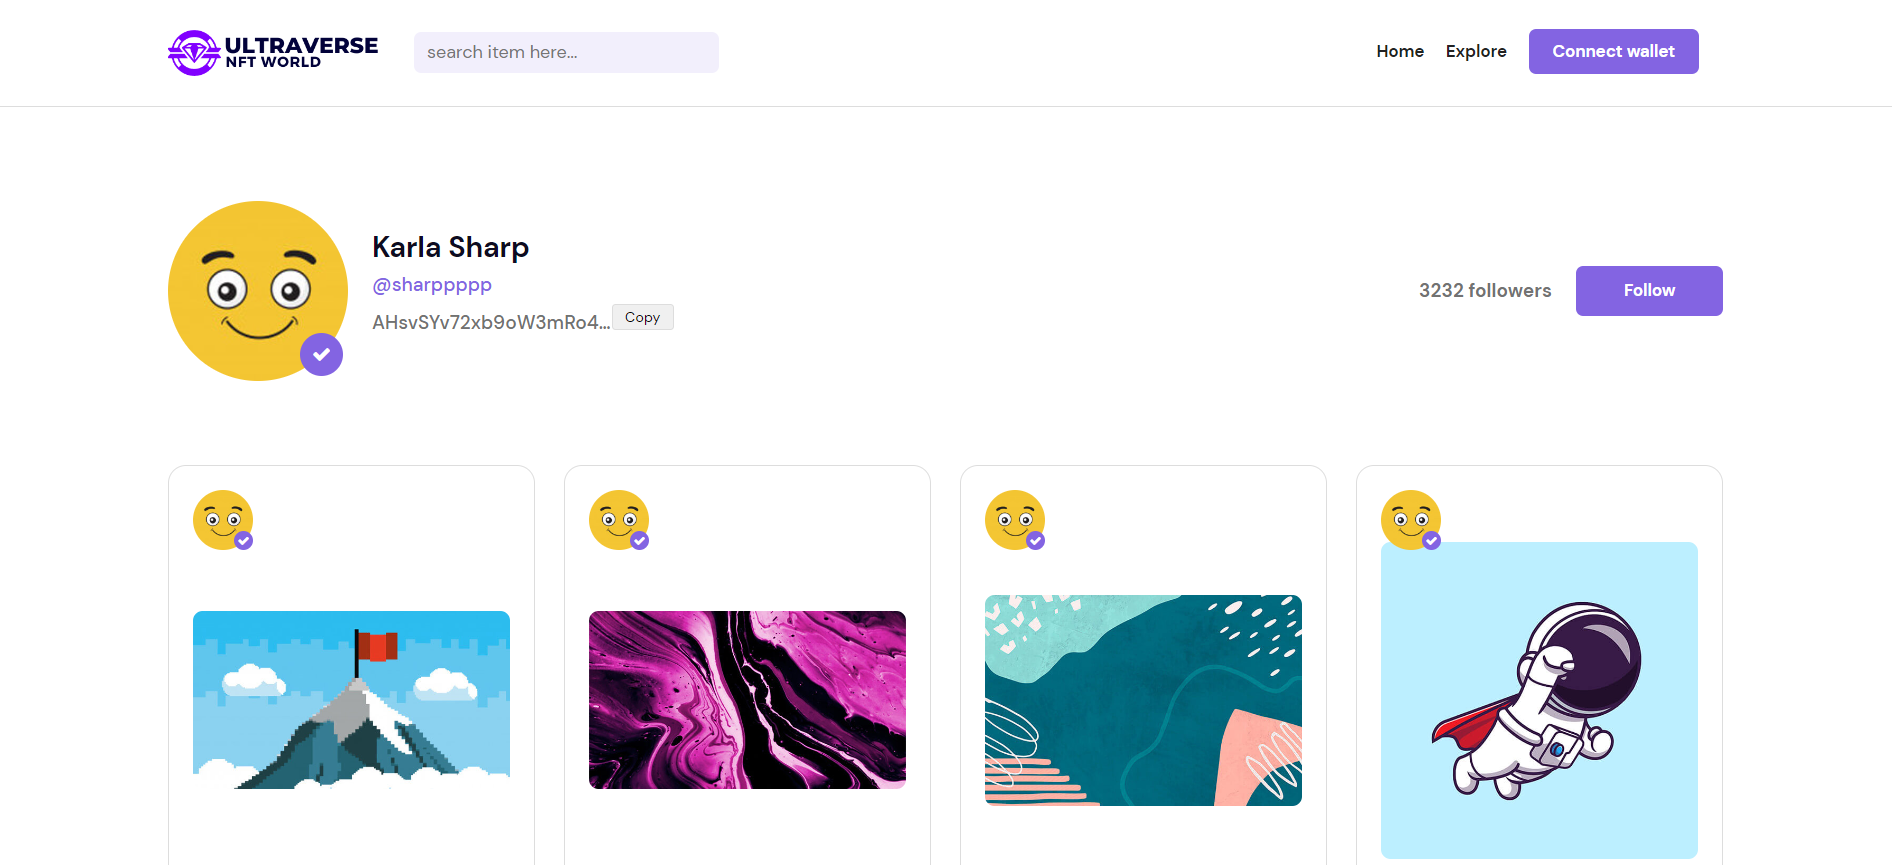 ULTRAVERSE
NFT WORLD
search item here...
Home
Explore
Connect wallet
Karla Sharp
@sharppppp
AHsvSYv72xb9oW3mRo4...
Copy
3232 followers
Follow